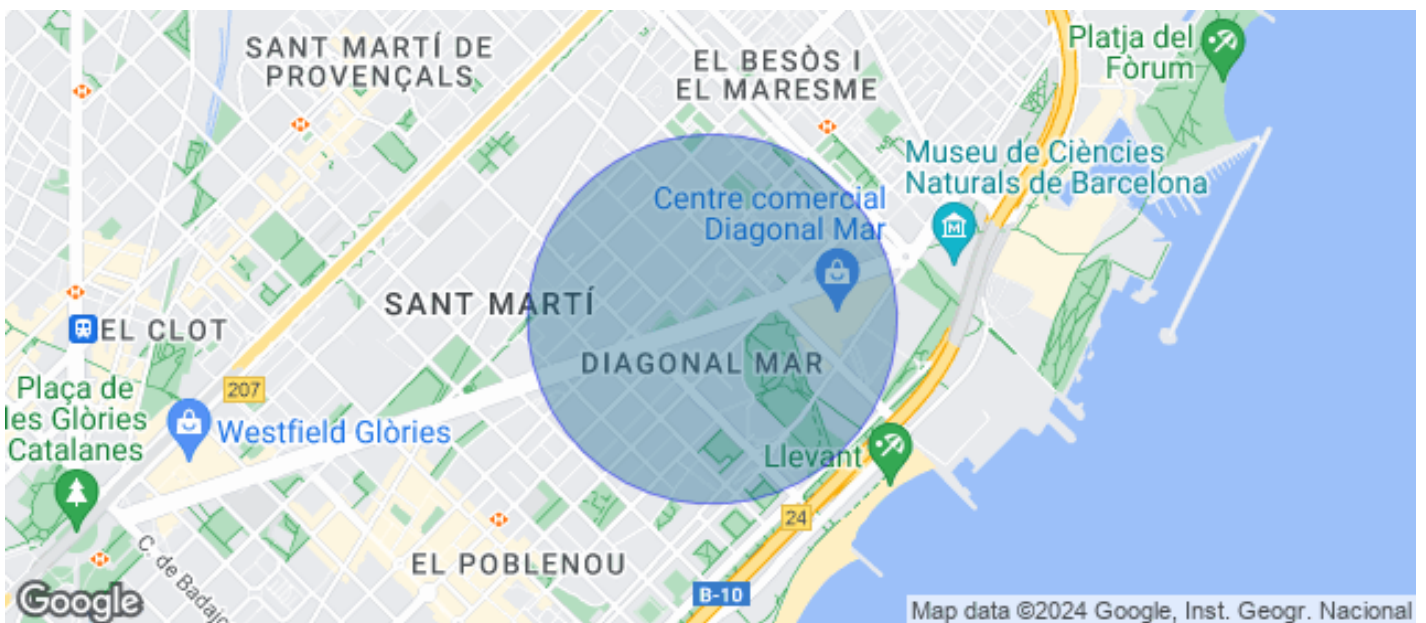 SANT MARTÍ DE
PROVENÇALS
EL BESÒS I
EL MARESME
Platja del
Fòrum
Museu de Ciències
Naturals de Barcelona
Centre comercial
Diagonal Mar
SANT MARTÍ
EL CLOT
DIAGONAL MAR
207
Plaça de
les Glòries
Catalanes
Westfield Glòries
Llevant
24
EL POBLENOU
C. de Badajo
B-10
Google
Map data ©2024 Google, Inst. Geogr. Nacional